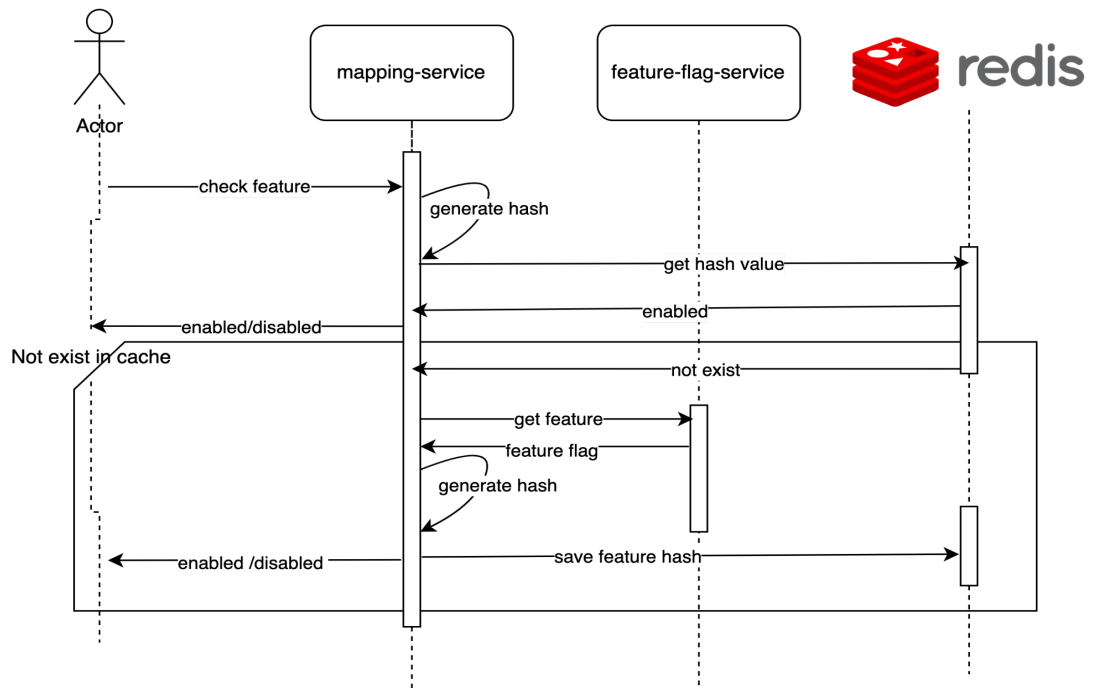 mapping-service
feature-flag-service
redis
Actor
check feature
generate hash
get hash value
enabled
enabled/disabled
Not exist in cache
not exist
get feature
feature flag
generate hash
save feature hash
enabled /disabled